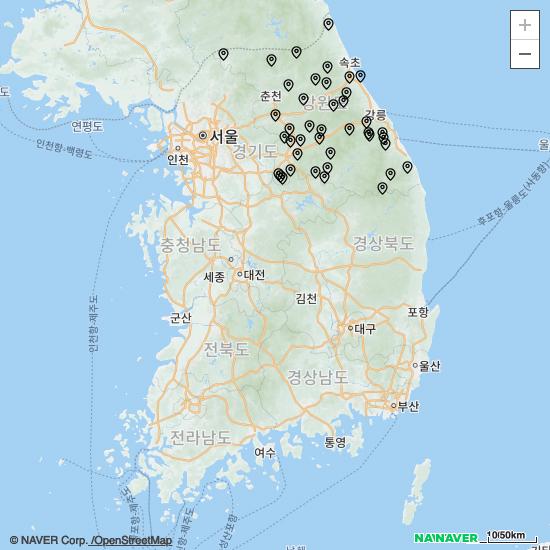 +
−
속초
춘천
강원도
강릉
연평도
인천항-백령도
서울
인천
경기도
울
후포항-울릉도(사동항)
충청남도
경상북도
세종
대전
인천항-제주도
군산
김천
포항
전북도
대구
경상남도
울산
부산
전라남도
통영
여수
© NAVER Corp. /OpenStreetMap
NAVER
10/50km